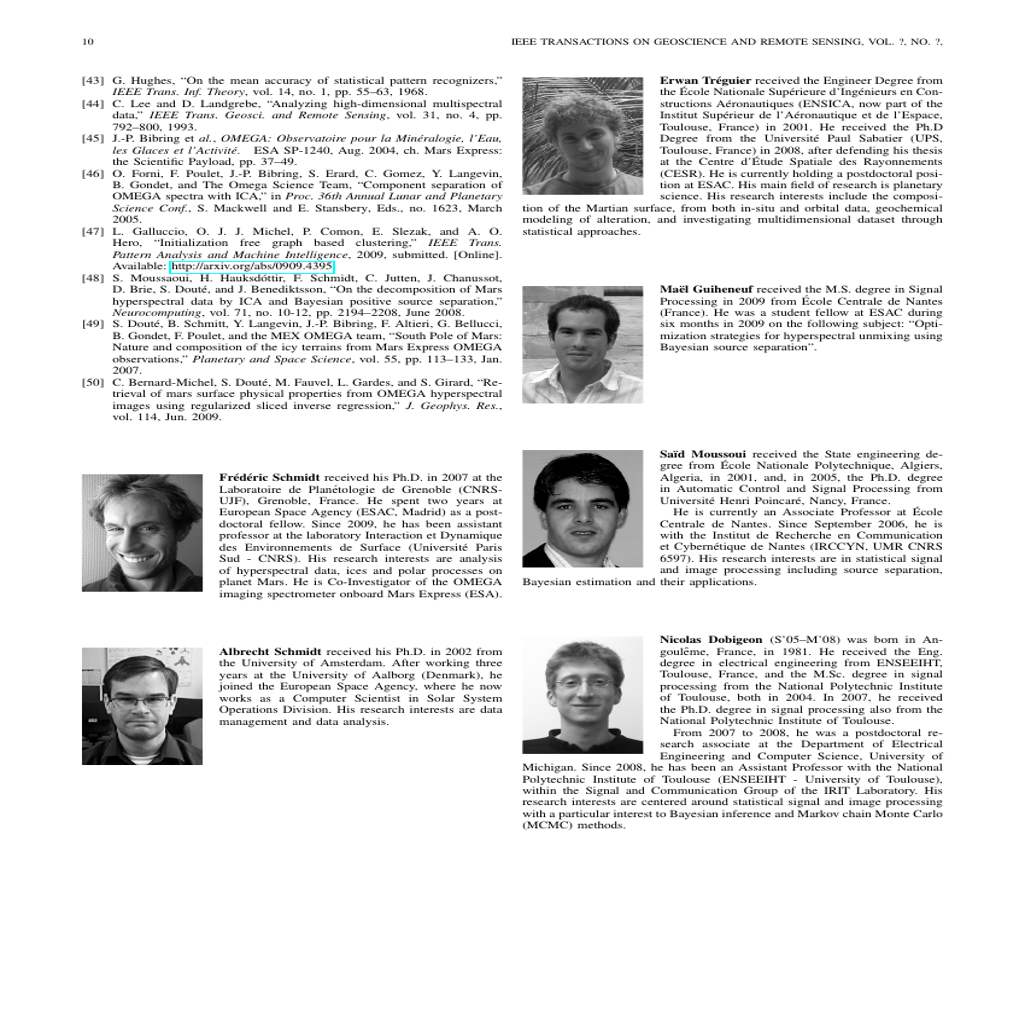 10
IEEE TRANSACTIONS ON GEOSCIENCE AND REMOTE SENSING, VOL. ?, NO. ?,
[43] G. Hughes, “On the mean accuracy of statistical pattern recognizers,”
IEEE Trans. Inf. Theory, vol. 14, no. 1, pp. 55–63, 1968.
[44] C. Lee and D. Landgrebe, “Analyzing high-dimensional multispectral
data,” IEEE Trans. Geosci. and Remote Sensing, vol. 31, no. 4, pp.
792–800, 1993.
[45] J.-P. Bibring et al., OMEGA: Observatoire pour la Minéralogie, l’Eau,
les Glaces et l’Activité. ESA SP-1240, Aug. 2004, ch. Mars Express:
the Scientific Payload, pp. 37–49.
[46] O. Forni, F. Poulet, J.-P. Bibring, S. Erard, C. Gomez, Y. Langevin,
B. Gondet, and The Omega Science Team, “Component separation of
OMEGA spectra with ICA,” in Proc. 36th Annual Lunar and Planetary
Science Conf., S. Mackwell and E. Stansbery, Eds., no. 1623, March
2005.
[47] L. Galluccio, O. J. J. Michel, P. Comon, E. Slezak, and A. O.
Hero, “Initialization free graph based clustering,” IEEE Trans.
Pattern Analysis and Machine Intelligence, 2009, submitted. [Online].
Available: http://arxiv.org/abs/0909.4395
[48] S. Moussaoui, H. Hauksdóttir, F. Schmidt, C. Jutten, J. Chanussot,
D. Brie, S. Douté, and J. Benediktsson, “On the decomposition of Mars
hyperspectral data by ICA and Bayesian positive source separation,”
Neurocomputing, vol. 71, no. 10-12, pp. 2194–2208, June 2008.
[49] S. Douté, B. Schmitt, Y. Langevin, J.-P. Bibring, F. Altieri, G. Bellucci,
B. Gondet, F. Poulet, and the MEX OMEGA team, “South Pole of Mars:
Nature and composition of the icy terrains from Mars Express OMEGA
observations,” Planetary and Space Science, vol. 55, pp. 113–133, Jan.
2007.
[50] C. Bernard-Michel, S. Douté, M. Fauvel, L. Gardes, and S. Girard, “Re-
trieval of mars surface physical properties from OMEGA hyperspectral
images using regularized sliced inverse regression,” J. Geophys. Res.,
vol. 114, Jun. 2009.
Frédéric Schmidt received his Ph.D. in 2007 at the
Laboratoire de Planétologie de Grenoble (CNRS-
UJF), Grenoble, France. He spent two years at
European Space Agency (ESAC, Madrid) as a post-
doctoral fellow. Since 2009, he has been assistant
professor at the laboratory Interaction et Dynamique
des Environnements de Surface (Université Paris
Sud - CNRS). His research interests are analysis
of hyperspectral data, ices and polar processes on
planet Mars. He is Co-Investigator of the OMEGA
imaging spectrometer onboard Mars Express (ESA).
Albrecht Schmidt received his Ph.D. in 2002 from
the University of Amsterdam. After working three
years at the University of Aalborg (Denmark), he
joined the European Space Agency, where he now
works as a Computer Scientist in Solar System
Operations Division. His research interests are data
management and data analysis.
Erwan Tréguier received the Engineer Degree from
the École Nationale Supérieure d’Ingénieurs en Con-
structions Aéronautiques (ENSICA, now part of the
Institut Supérieur de l’Aéronautique et de l’Espace,
Toulouse, France) in 2001. He received the Ph.D
Degree from the Université Paul Sabatier (UPS,
Toulouse, France) in 2008, after defending his thesis
at the Centre d’Étude Spatiale des Rayonnements
(CESR). He is currently holding a postdoctoral posi-
tion at ESAC. His main field of research is planetary
science. His research interests include the composi-
tion of the Martian surface, from both in-situ and orbital data, geochemical
modeling of alteration, and investigating multidimensional dataset through
statistical approaches.
Maël Guiheneuf received the M.S. degree in Signal
Processing in 2009 from École Centrale de Nantes
(France). He was a student fellow at ESAC during
six months in 2009 on the following subject: “Opti-
mization strategies for hyperspectral unmixing using
Bayesian source separation”.
Saïd Moussoui received the State engineering de-
gree from École Nationale Polytechnique, Algiers,
Algeria, in 2001, and, in 2005, the Ph.D. degree
in Automatic Control and Signal Processing from
Université Henri Poincaré, Nancy, France.
He is currently an Associate Professor at École
Centrale de Nantes. Since September 2006, he is
with the Institut de Recherche en Communication
et Cybernétique de Nantes (IRCCYN, UMR CNRS
6597). His research interests are in statistical signal
and image processing including source separation,
Bayesian estimation and their applications.
Nicolas Dobigeon (S’05–M’08) was born in An-
goulême, France, in 1981. He received the Eng.
degree in electrical engineering from ENSEEIHT,
Toulouse, France, and the M.Sc. degree in signal
processing from the National Polytechnic Institute
of Toulouse, both in 2004. In 2007, he received
the Ph.D. degree in signal processing also from the
National Polytechnic Institute of Toulouse.
From 2007 to 2008, he was a postdoctoral re-
search associate at the Department of Electrical
Engineering and Computer Science, University of
Michigan. Since 2008, he has been an Assistant Professor with the National
Polytechnic Institute of Toulouse (ENSEEIHT - University of Toulouse),
within the Signal and Communication Group of the IRIT Laboratory. His
research interests are centered around statistical signal and image processing
with a particular interest to Bayesian inference and Markov chain Monte Carlo
(MCMC) methods.